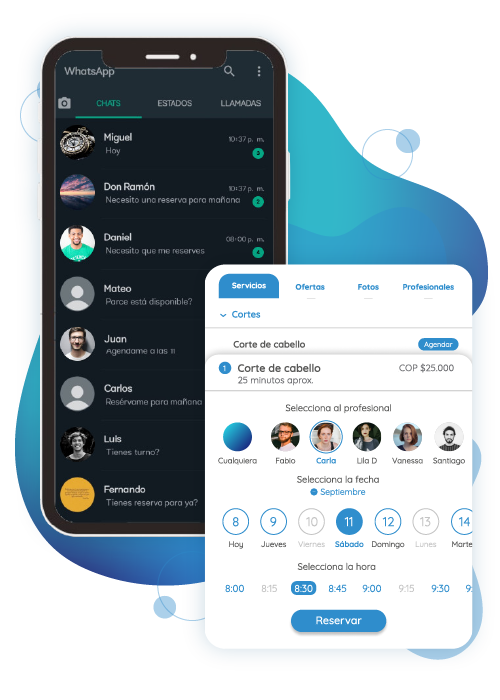 WhatsApp
CHATS ESTADOS LLAMADAS
Miguel 10:37 p. m.
Hoy 3
Don Ramón 10:37 p. m.
Necesito una reserva para mañana 2
Daniel 08:00 p. m.
Necesito que me reserves 4
Mateo
Parce está disponible?
Juan
Agendame a las 11
Carlos
Resérvame para mañana
Luis
Tienes turno?
Fernando
Tienes reserva para ya?
Servicios Ofertas Fotos Profesionales
Cortes
Corte de cabello Agendar
1 Corte de cabello COP $25.000
25 minutos aprox.
Selecciona al profesional
Cualquiera Fabio Carla Lila D Vanessa Santiago
Selecciona la fecha
Septiembre
8 9 10 11 12 13 14
Hoy Jueves Viernes Sábado Domingo Lunes Marte
Selecciona la hora
8:00 8:15 8:30 8:45 9:00 9:15 9:30 9:
Reservar